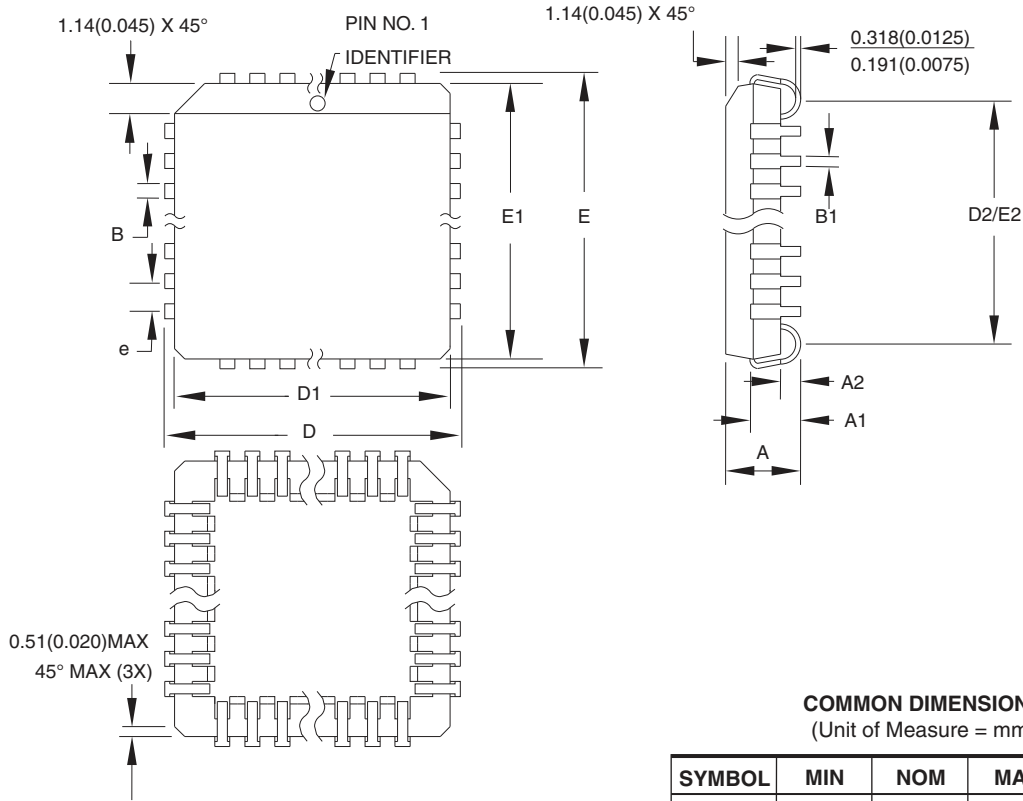 1.14(0.045) X 45°
PIN NO. 1
IDENTIFIER
1.14(0.045) X 45°
0.318(0.0125)
0.191(0.0075)
B
E1
E
B1
D2/E2
e
D1
D
A2
A1
A
0.51(0.020)MAX
45° MAX (3X)
COMMON DIMENSION
(Unit of Measure = mm
SYMBOL MIN NOM MA